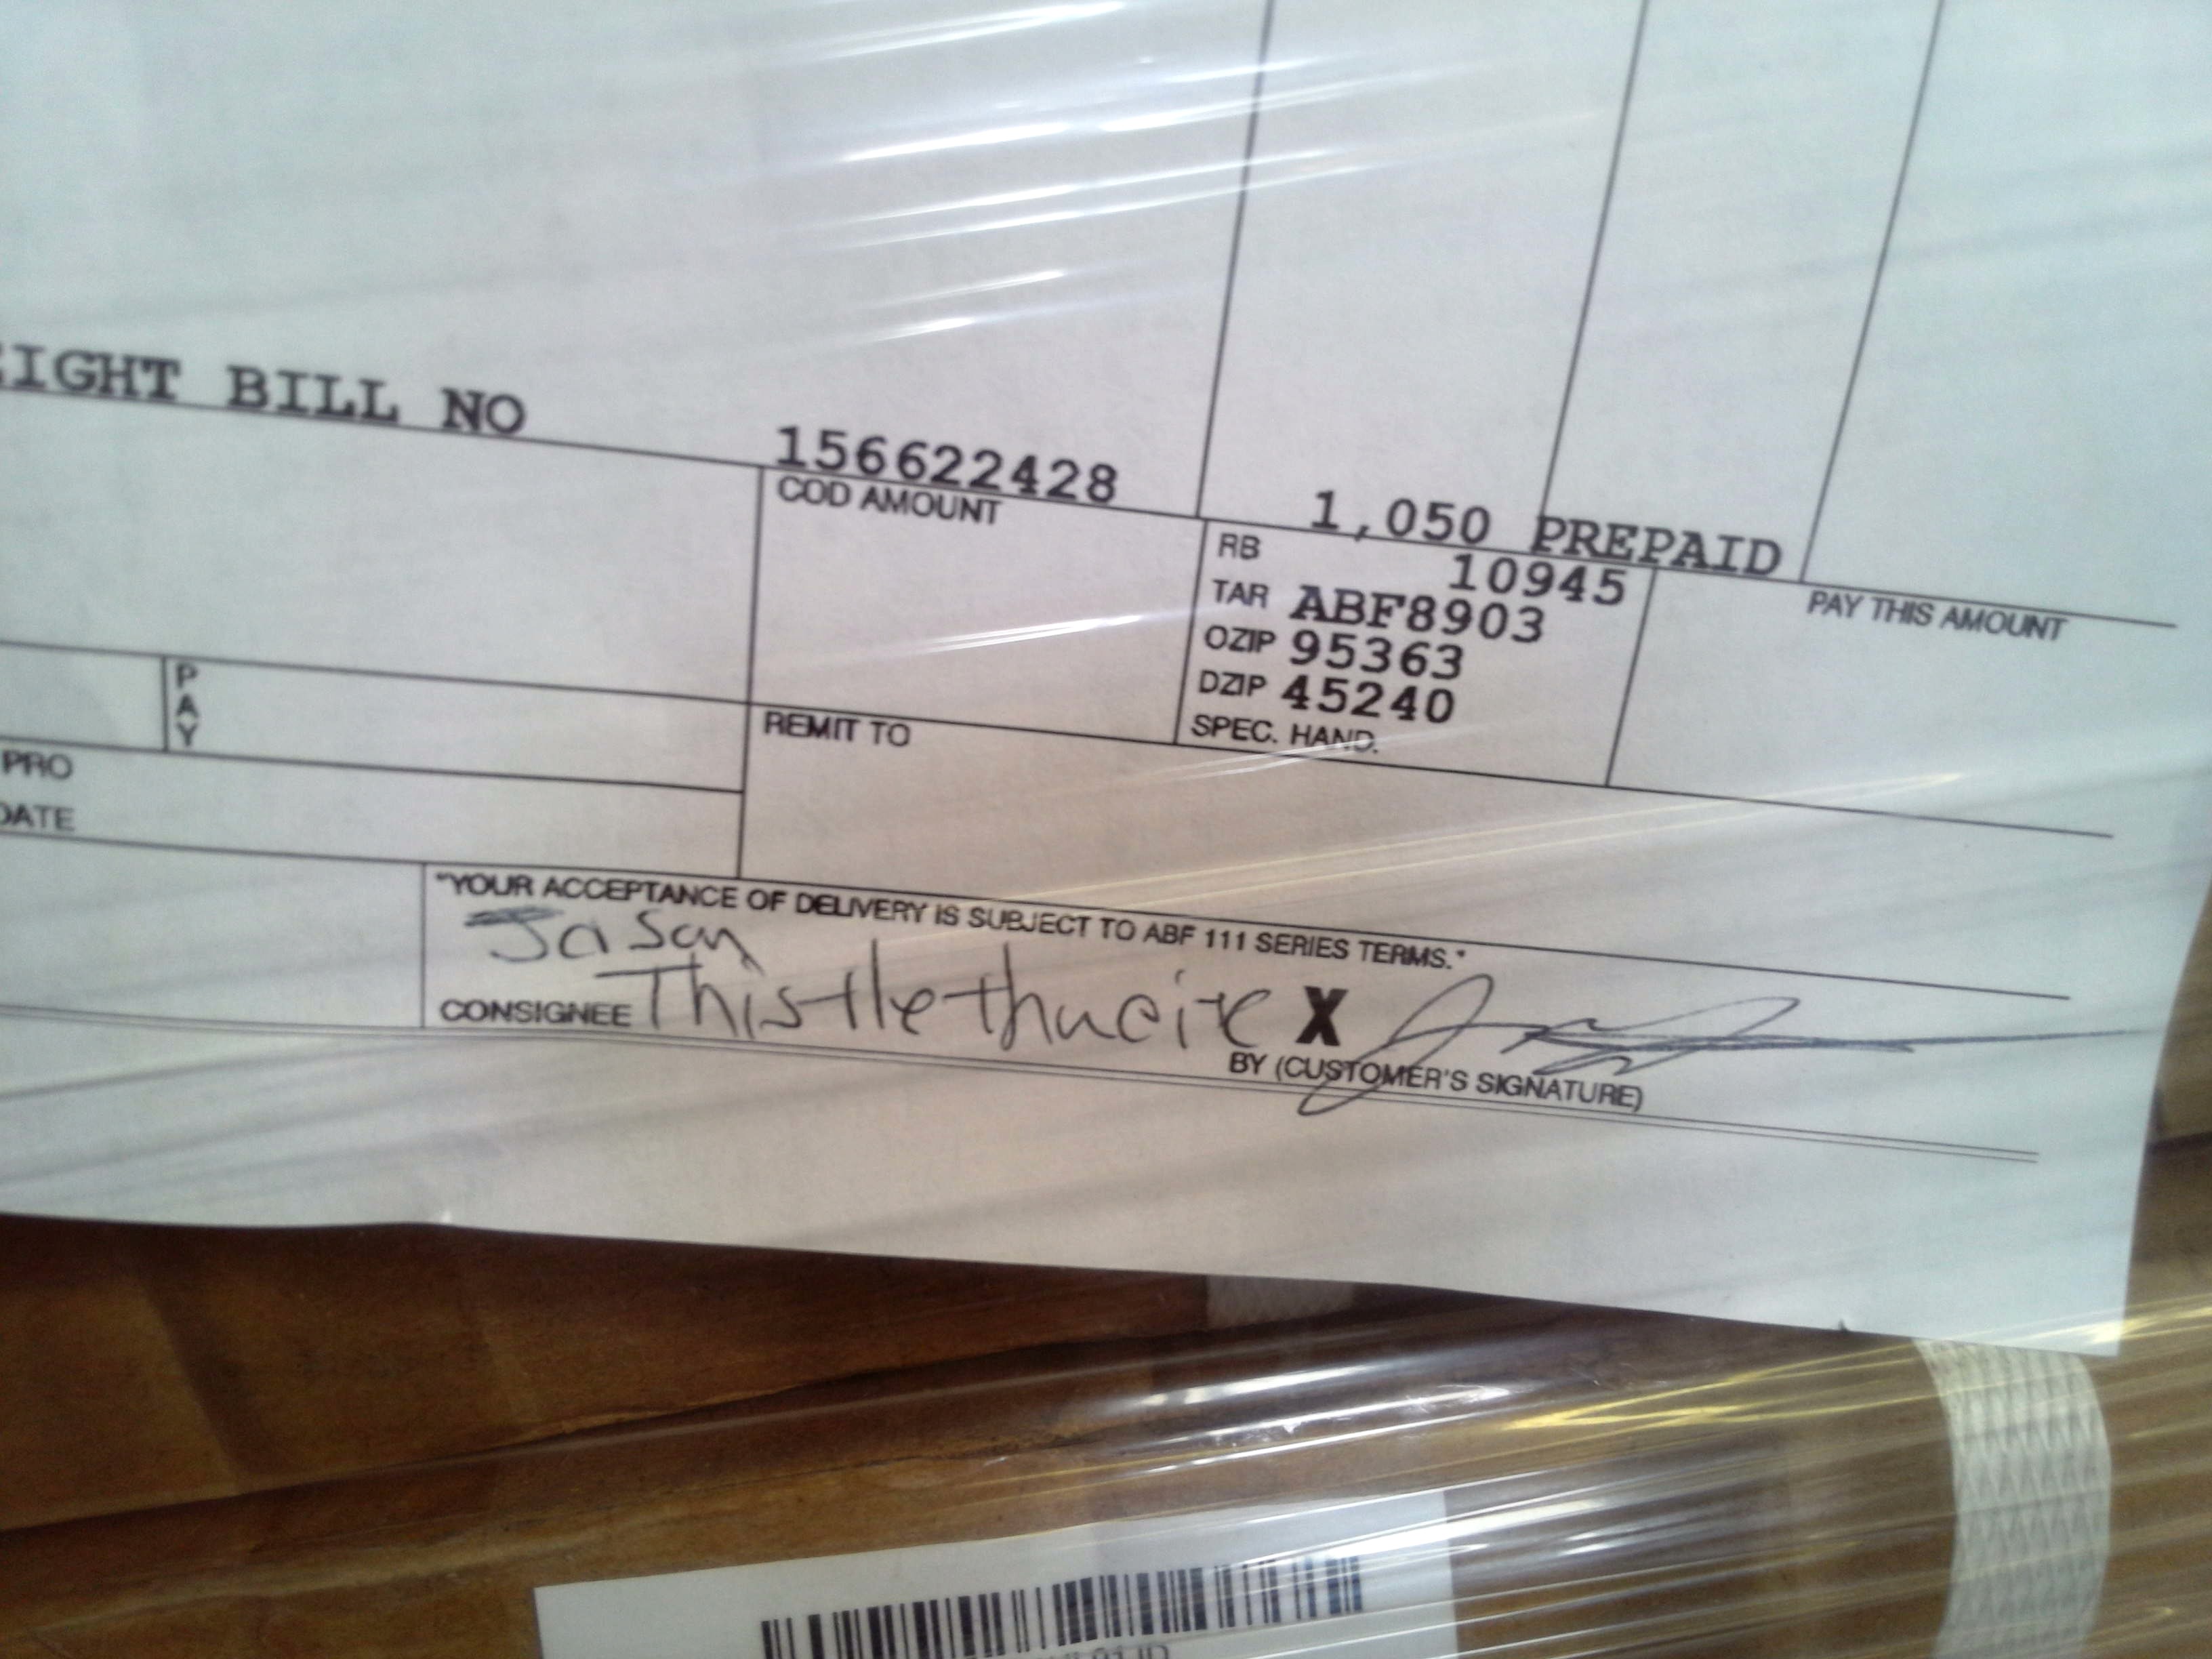 EIGHT BILL NO
156622428
1,050 PREPAID
COD AMOUNT
RB 10945
TAR ABF8903
OZIP 95363
DZIP 45240
SPEC. HAND.
PAY THIS AMOUNT
PAY
REMIT TO
PRO
DATE
"YOUR ACCEPTANCE OF DELIVERY IS SUBJECT TO ABF 111 SERIES TERMS."
Jason
CONSIGNEE X
BY (CUSTOMER'S SIGNATURE)